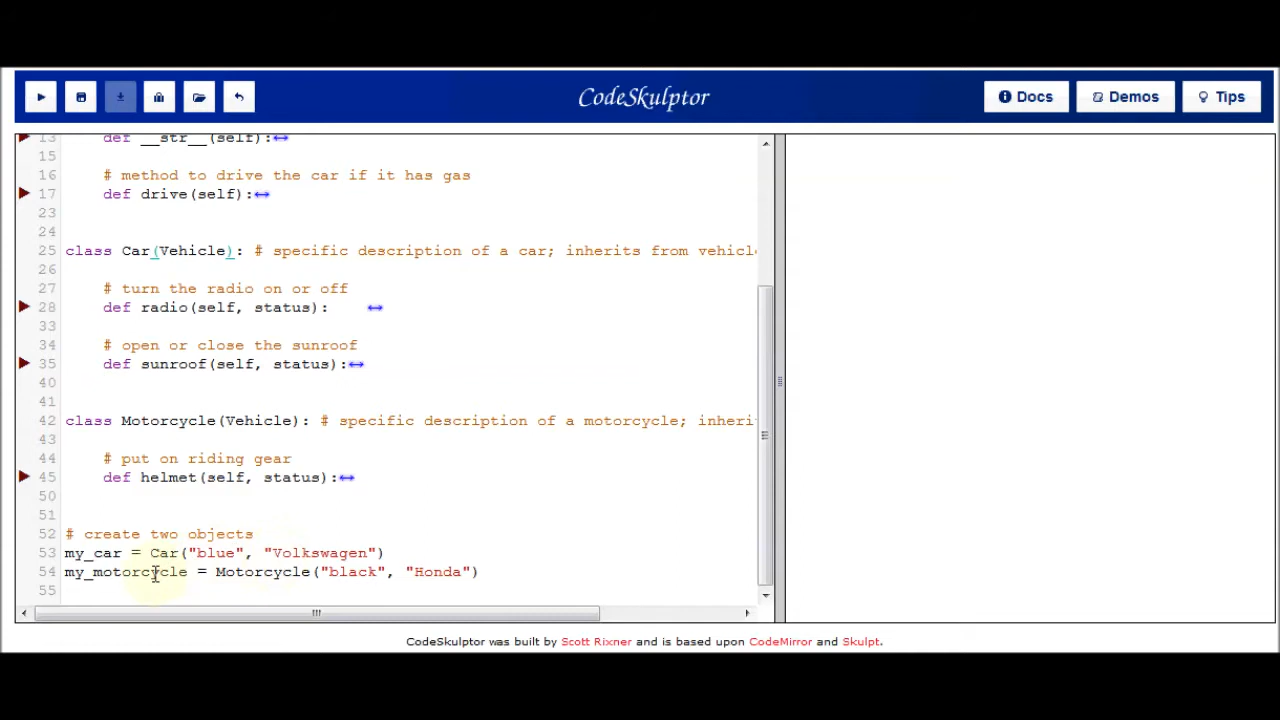 CodeSkulptor
Docs
Demos
Tips
13 def __str__(self):
15
16 # method to drive the car if it has gas
17 def drive(self):
23
24
25 class Car(Vehicle): # specific description of a car; inherits from vehicle
26
27 # turn the radio on or off
28 def radio(self, status):
33
34 # open or close the sunroof
35 def sunroof(self, status):
40
41
42 class Motorcycle(Vehicle): # specific description of a motorcycle; inheri
43
44 # put on riding gear
45 def helmet(self, status):
50
51
52 # create two objects
53 my_car = Car("blue", "Volkswagen")
54 my_motorcycle = Motorcycle("black", "Honda")
55
CodeSkulptor was built by Scott Rixner and is based upon CodeMirror and Skulpt.